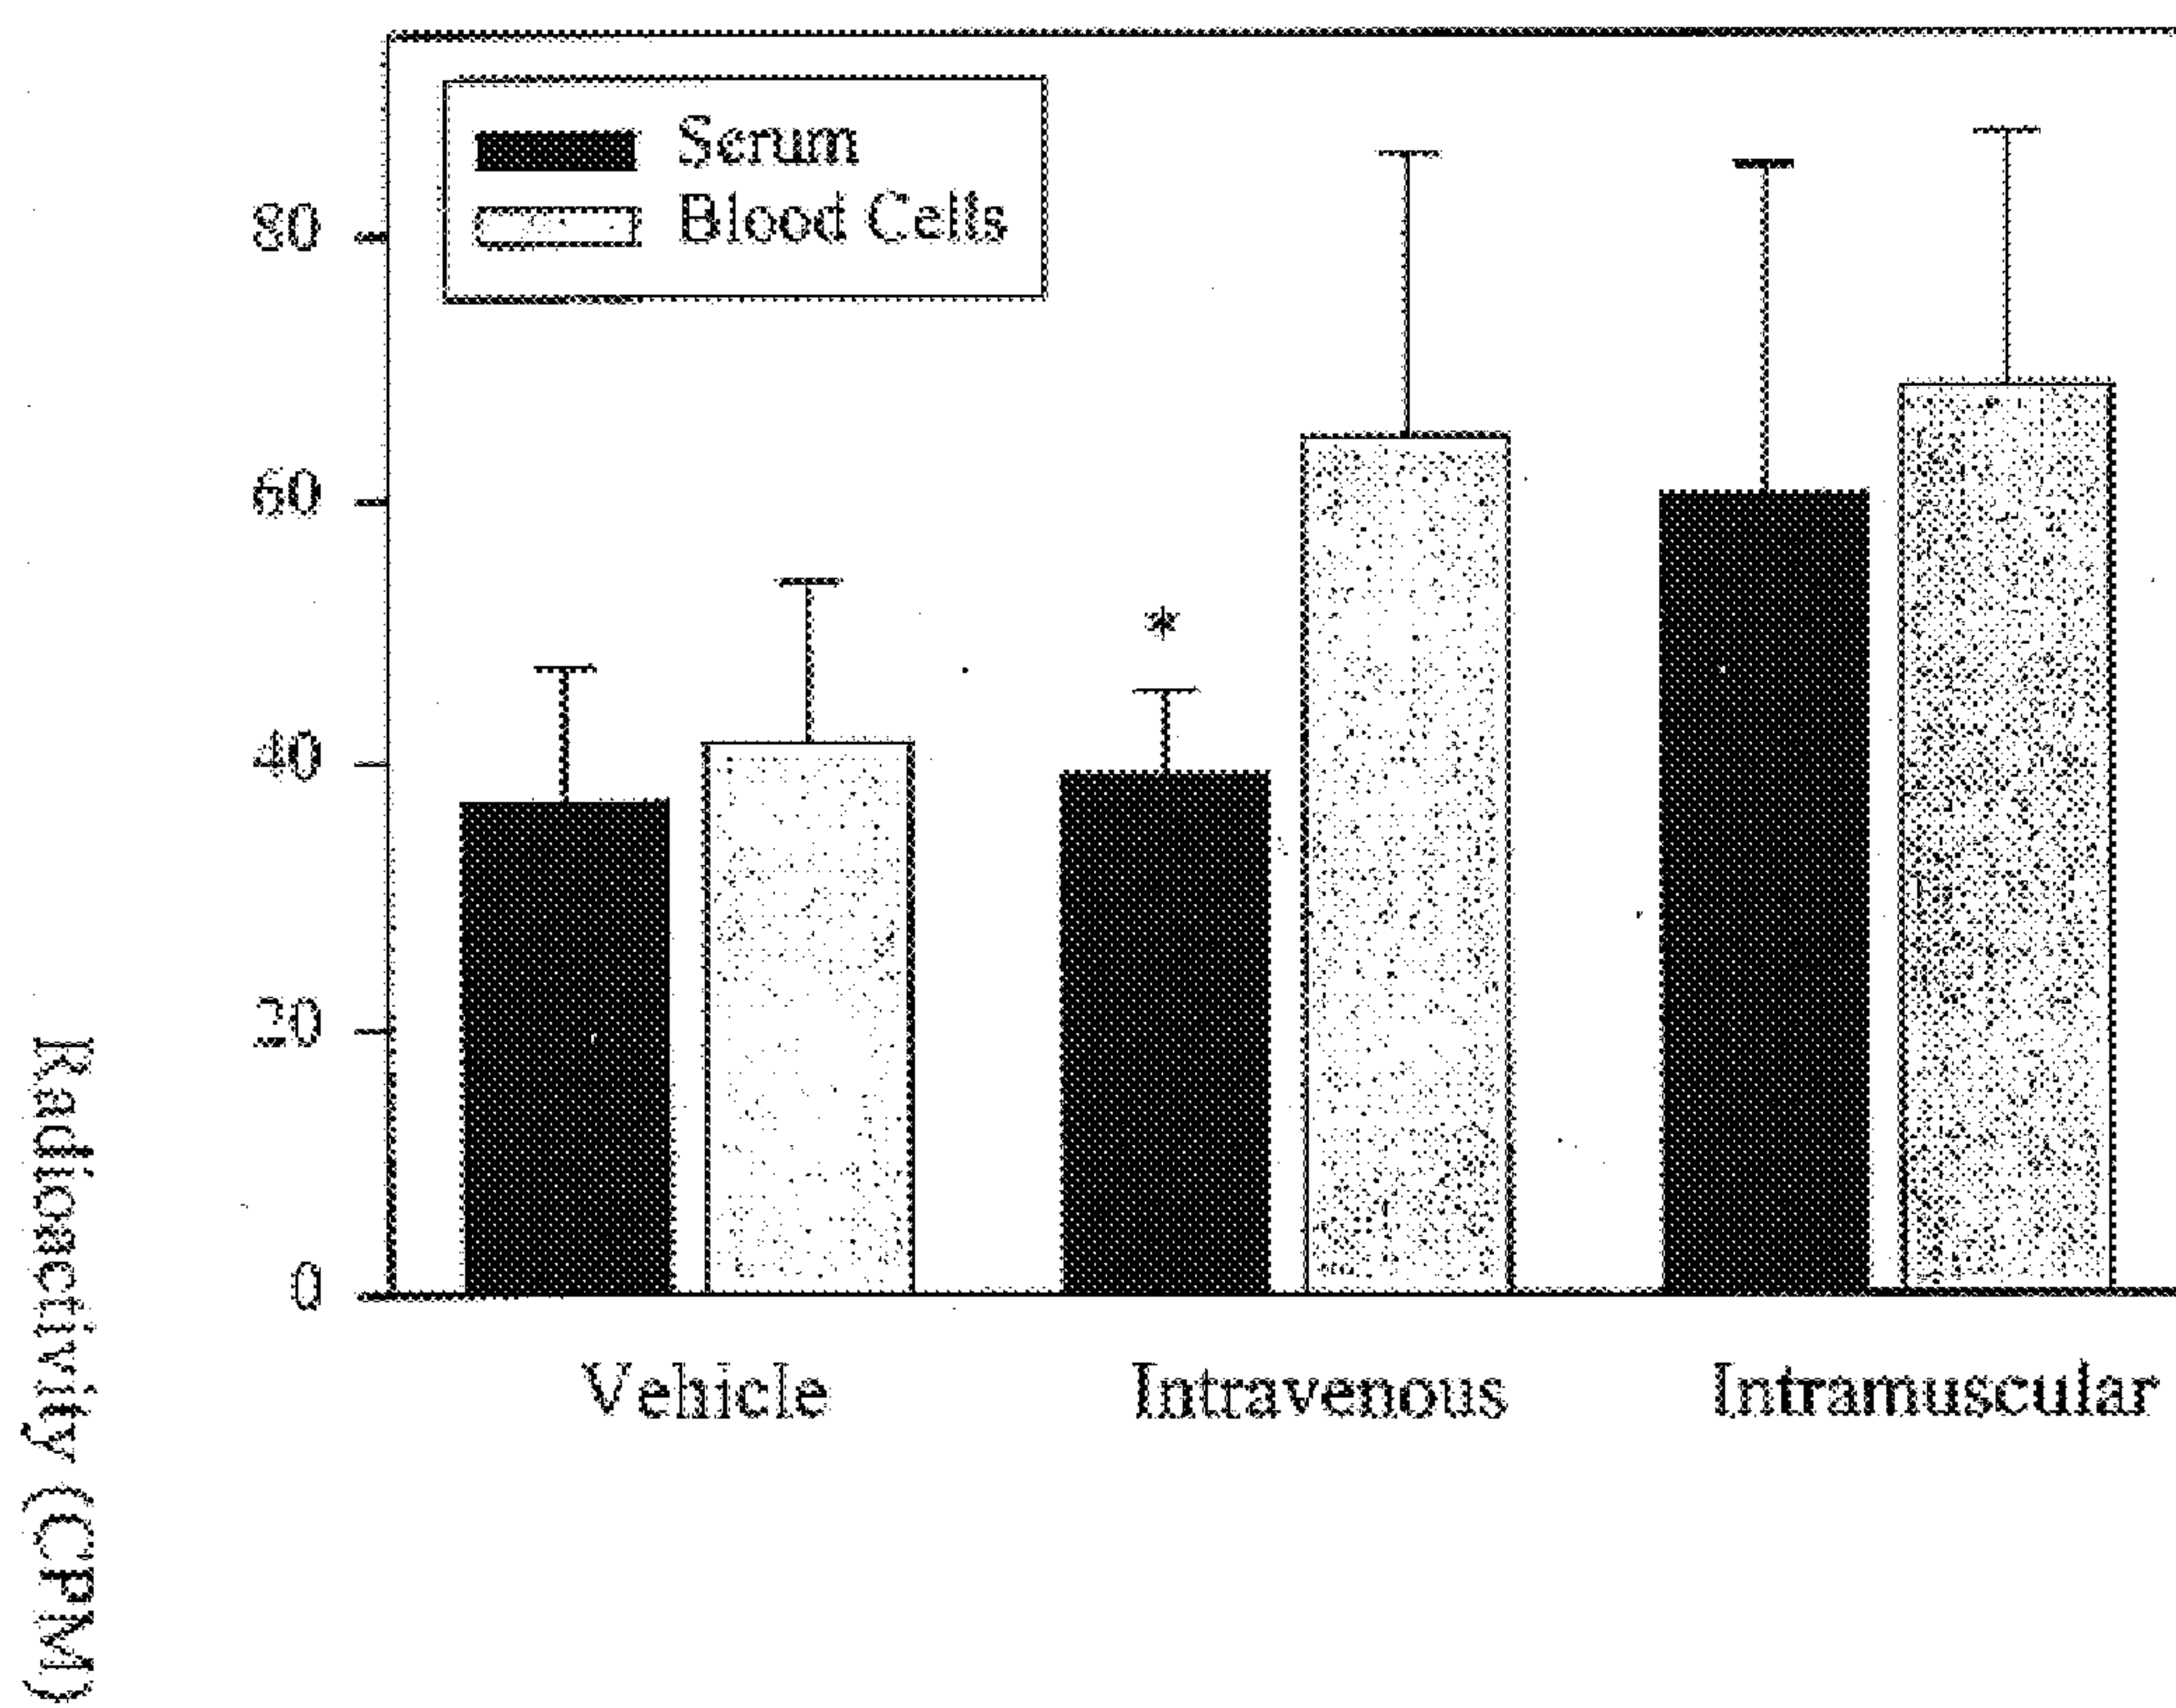 Serum
Blood Cells
80
60
40
20
0
*
Vehicle Intravenous Intramuscular
Radioactivity (CPM)